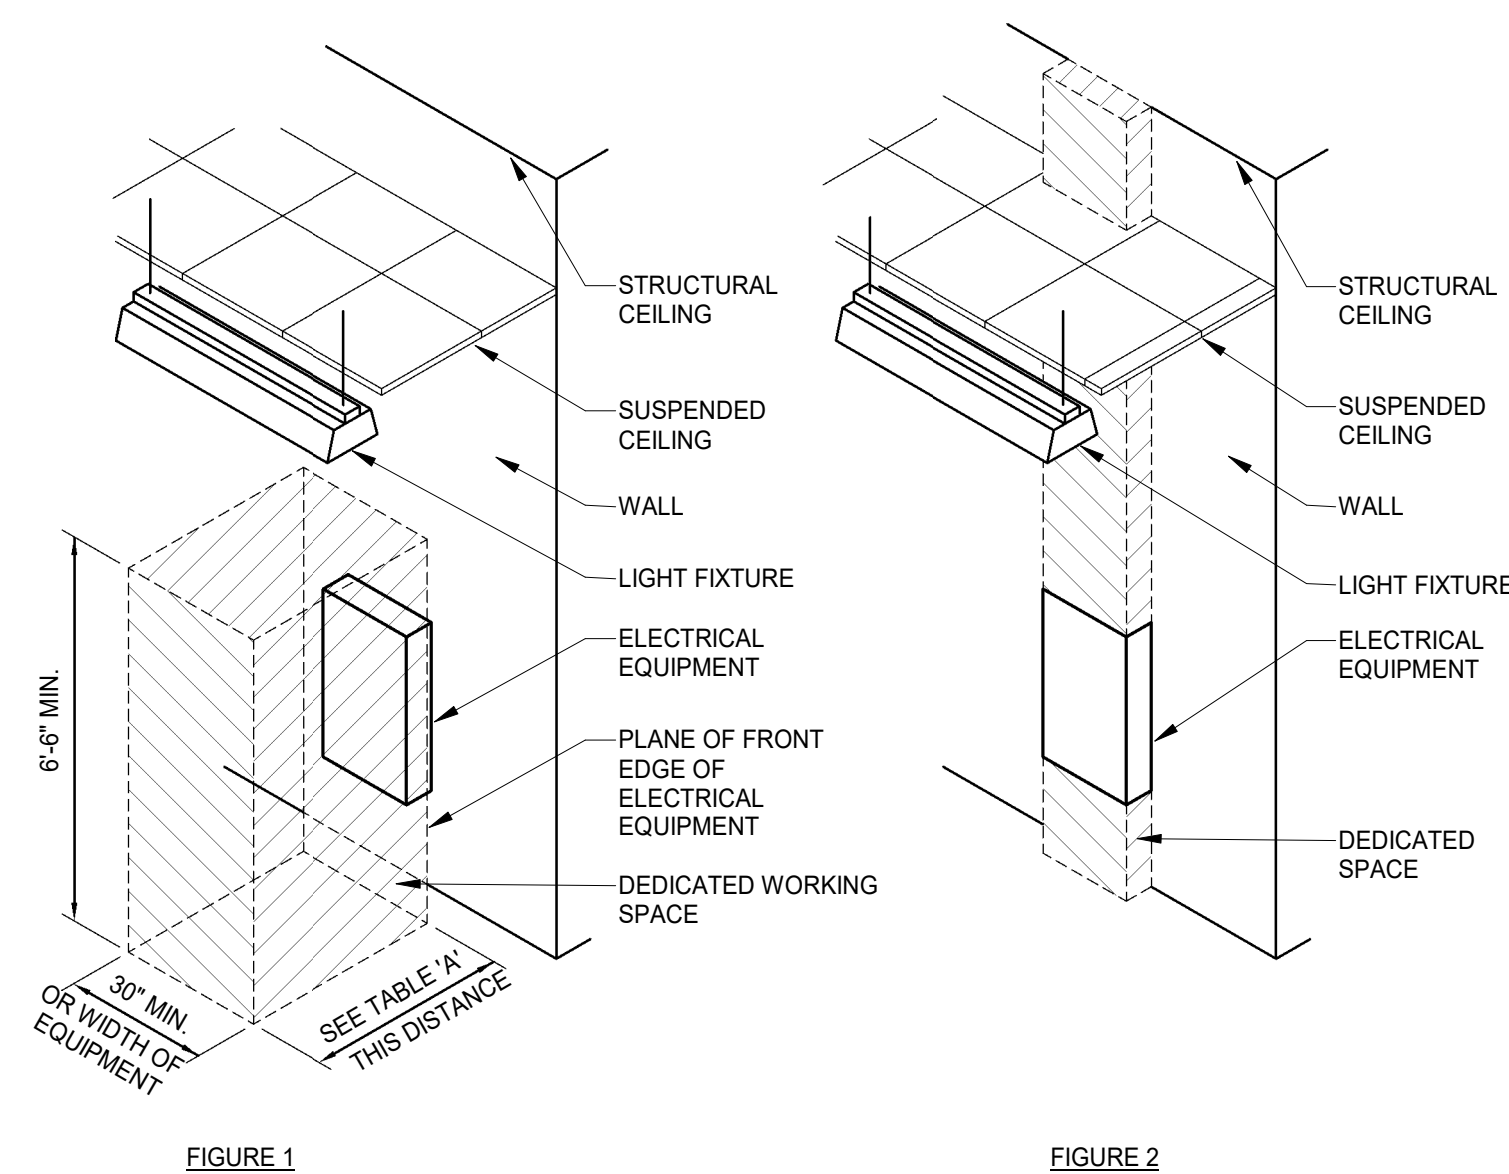 STRUCTURAL
CEILING
SUSPENDED
CEILING
WALL
LIGHT FIXTURE
ELECTRICAL
EQUIPMENT
PLANE OF FRONT
EDGE OF
ELECTRICAL
EQUIPMENT
DEDICATED WORKING
SPACE
6'-6" MIN.
30" MIN.
OR WIDTH OF
EQUIPMENT
SEE TABLE 'A'
THIS DISTANCE
FIGURE 1
STRUCTURAL
CEILING
SUSPENDED
CEILING
WALL
LIGHT FIXTURE
ELECTRICAL
EQUIPMENT
DEDICATED
SPACE
FIGURE 2